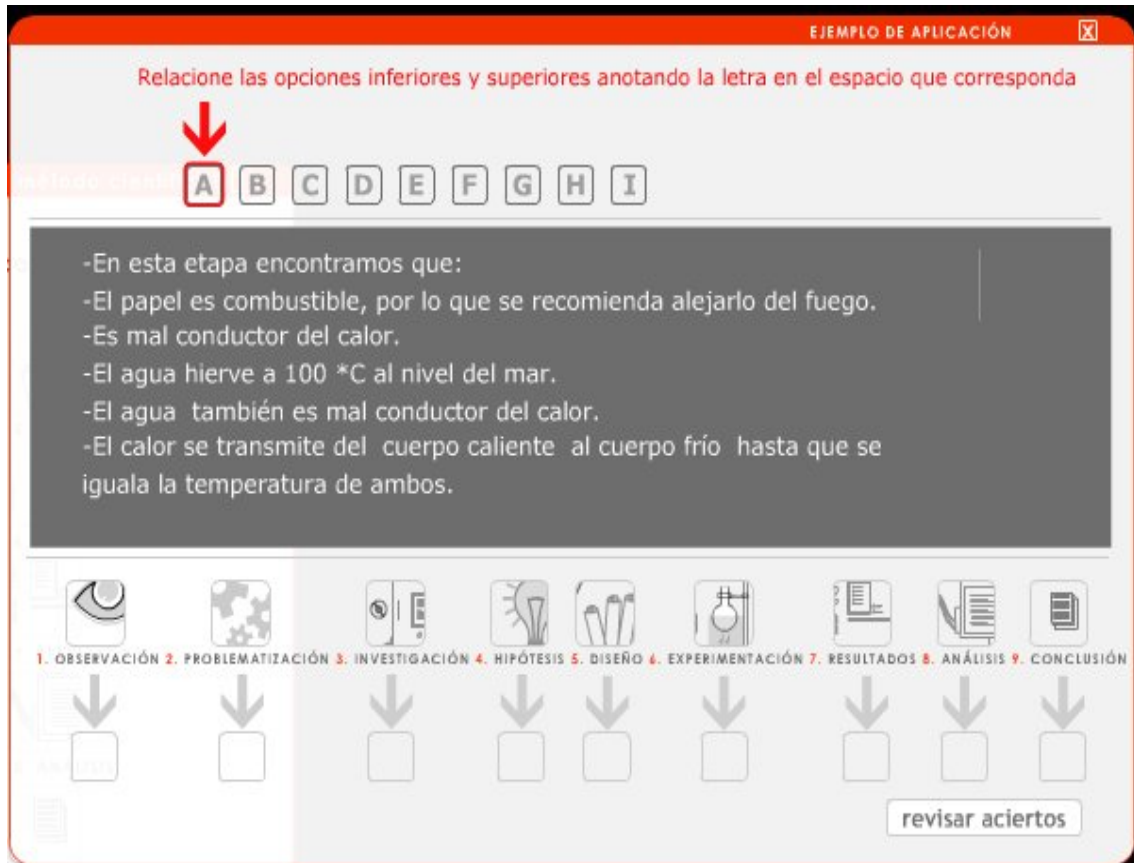 EJEMPLO DE APLICACIÓN X
Relacione las opciones inferiores y superiores anotando la letra en el espacio que corresponda
A B C D E F G H I
-En esta etapa encontramos que:
-El papel es combustible, por lo que se recomienda alejarlo del fuego.
-Es mal conductor del calor.
-El agua hierve a 100 *C al nivel del mar.
-El agua también es mal conductor del calor.
-El calor se transmite del cuerpo caliente al cuerpo frío hasta que se
iguala la temperatura de ambos.
1. OBSERVACIÓN 2. PROBLEMATIZACIÓN 3. INVESTIGACIÓN 4. HIPÓTESIS 5. DISEÑO 6. EXPERIMENTACIÓN 7. RESULTADOS 8. ANÁLISIS 9. CONCLUSIÓN
revisar aciertos